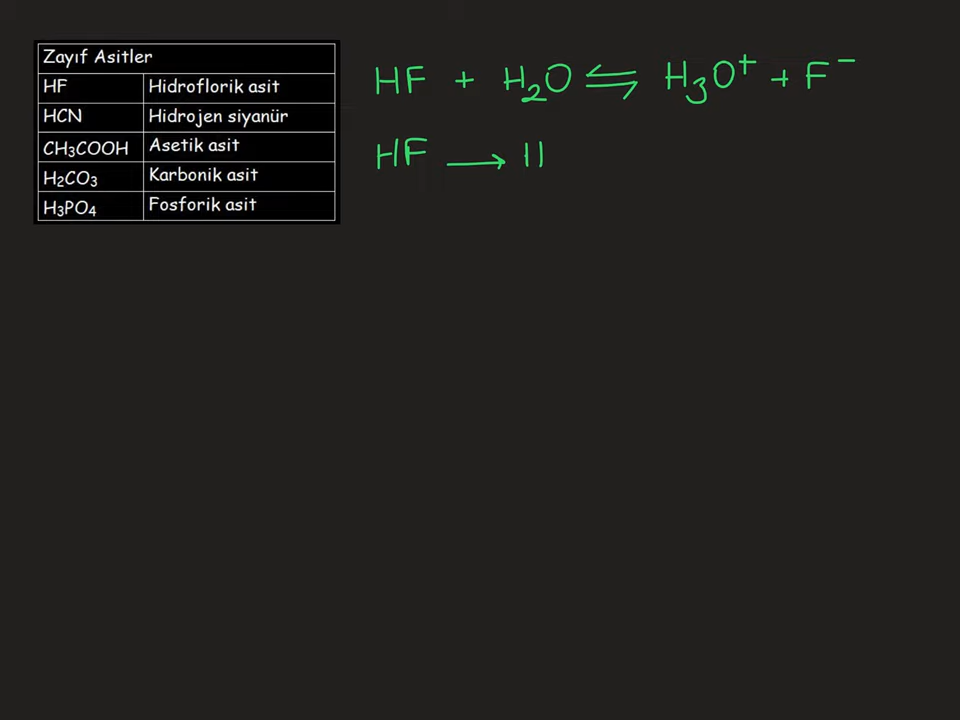 Zayıf Asitler
HF Hidroflorik asit
HCN Hidrojen siyanür
CH₃COOH Asetik asit
H₂CO₃ Karbonik asit
H₃PO₄ Fosforik asit
HF + H₂O ⇌ H₃O⁺ + F⁻
HF →